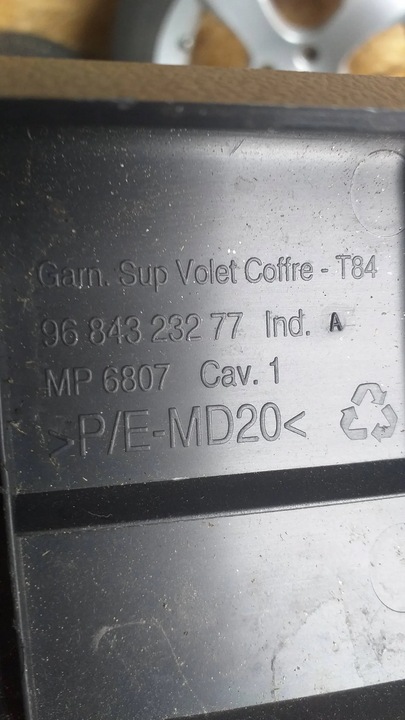 Garn. Sup Volet Coffre - T84
96 843 232 77 Ind. A
MP 6807 Cav. 1
>P/E-MD20<